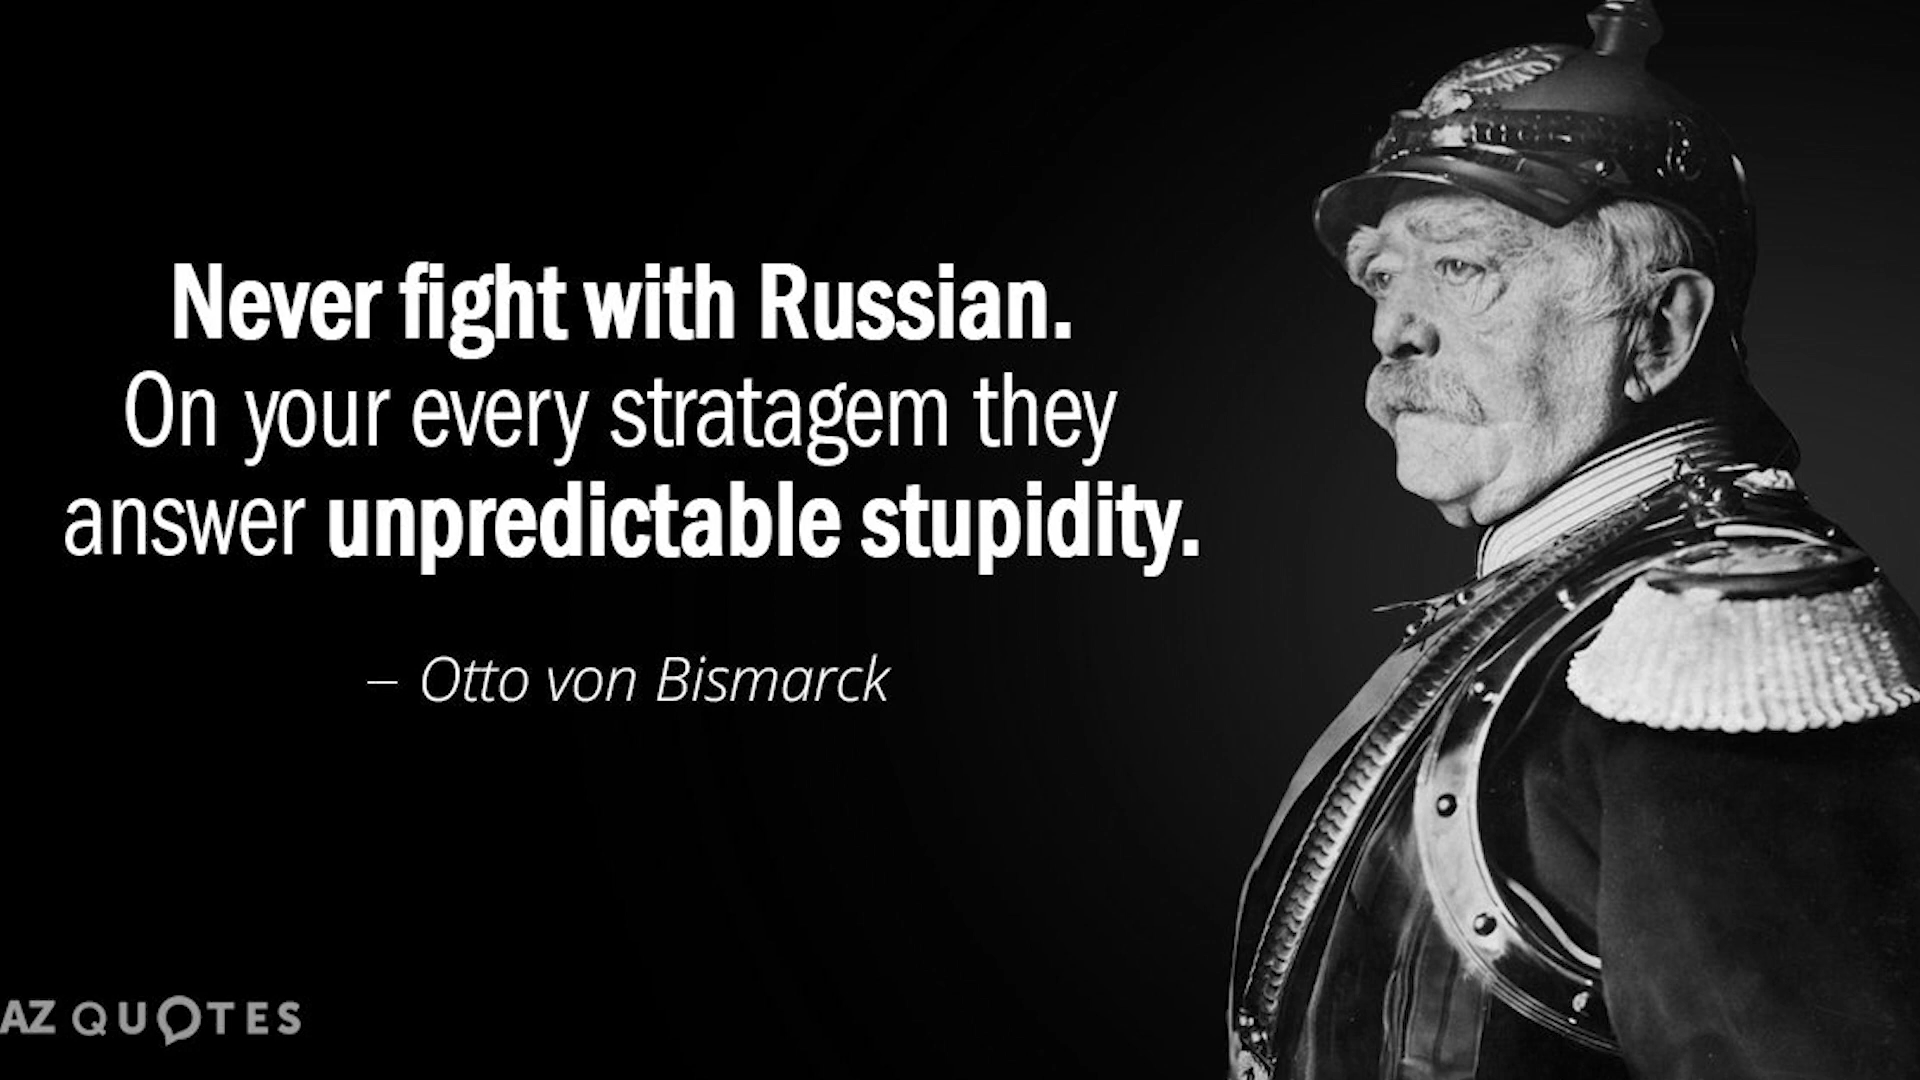 Never fight with Russian.
On your every stratagem they
answer unpredictable stupidity.
– Otto von Bismarck
AZ QUOTES